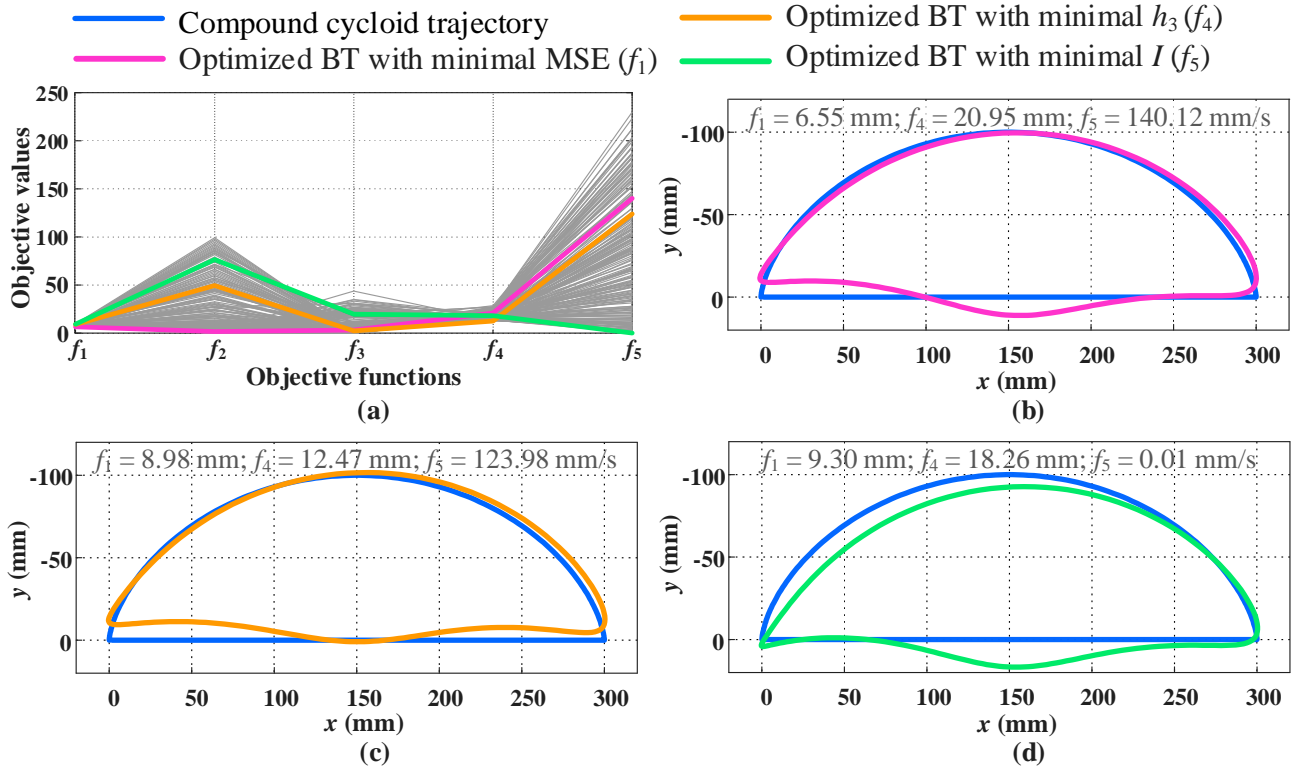 Compound cycloid trajectory
Optimized BT with minimal MSE (f1)
Optimized BT with minimal h3 (f4)
Optimized BT with minimal I (f5)
250
200
150
100
50
0
Objective values
f1 f2 f3 f4 f5
Objective functions
(a)
f1 = 6.55 mm; f4 = 20.95 mm; f5 = 140.12 mm/s
-100
-50
0
y (mm)
0 50 100 150 200 250 300
x (mm)
(b)
f1 = 8.98 mm; f4 = 12.47 mm; f5 = 123.98 mm/s
-100
-50
0
y (mm)
0 50 100 150 200 250 300
x (mm)
(c)
f1 = 9.30 mm; f4 = 18.26 mm; f5 = 0.01 mm/s
-100
-50
0
y (mm)
0 50 100 150 200 250 300
x (mm)
(d)